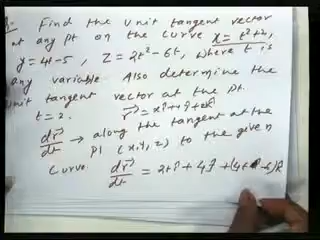 Find the unit tangent vector
at any pt on the curve x = t²+2,
y = 4t-5, z = 2t²-6t, where t is
any variable. Also determine the
unit tangent vector at the pt.
t = 2. r⃗ = xî+yĵ+zk̂
dr⃗/dt → along the tangent at the
pt (x,y,z) to the given
curve. dr⃗/dt = 2tî + 4ĵ + (4t-6)k̂